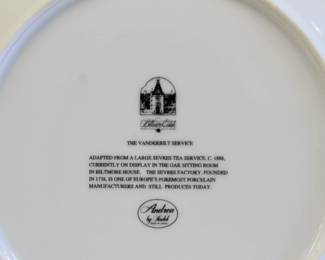 Biltmore Estate
THE VANDERBILT SERVICE
ADAPTED FROM A LARGE SEVRES TEA SERVICE, C. 1888,
CURRENTLY ON DISPLAY IN THE OAK SITTING ROOM
IN BILTMORE HOUSE. THE SEVRES FACTORY, FOUNDED
IN 1738, IS ONE OF EUROPE'S FOREMOST PORCELAIN
MANUFACTURERS AND STILL PRODUCES TODAY.
Andrea
by Sadek